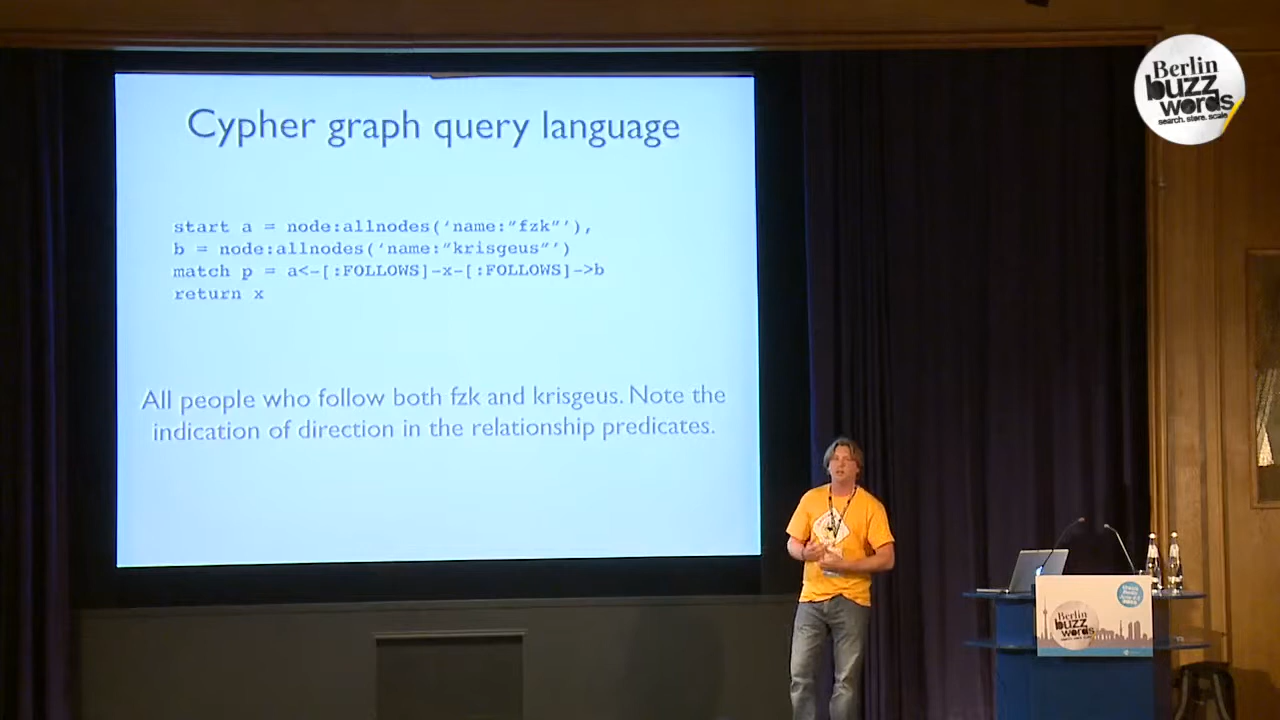 Cypher graph query language
start a = node:allnodes(‘name:”fzk”’),
b = node:allnodes(‘name:”krisgeus”’)
match p = a<-[:FOLLOWS]-x-[:FOLLOWS]->b
return x
All people who follow both fzk and krisgeus. Note the
indication of direction in the relationship predicates.
Berlin
buzz
words
search. store. scale
Berlin
buzz
words